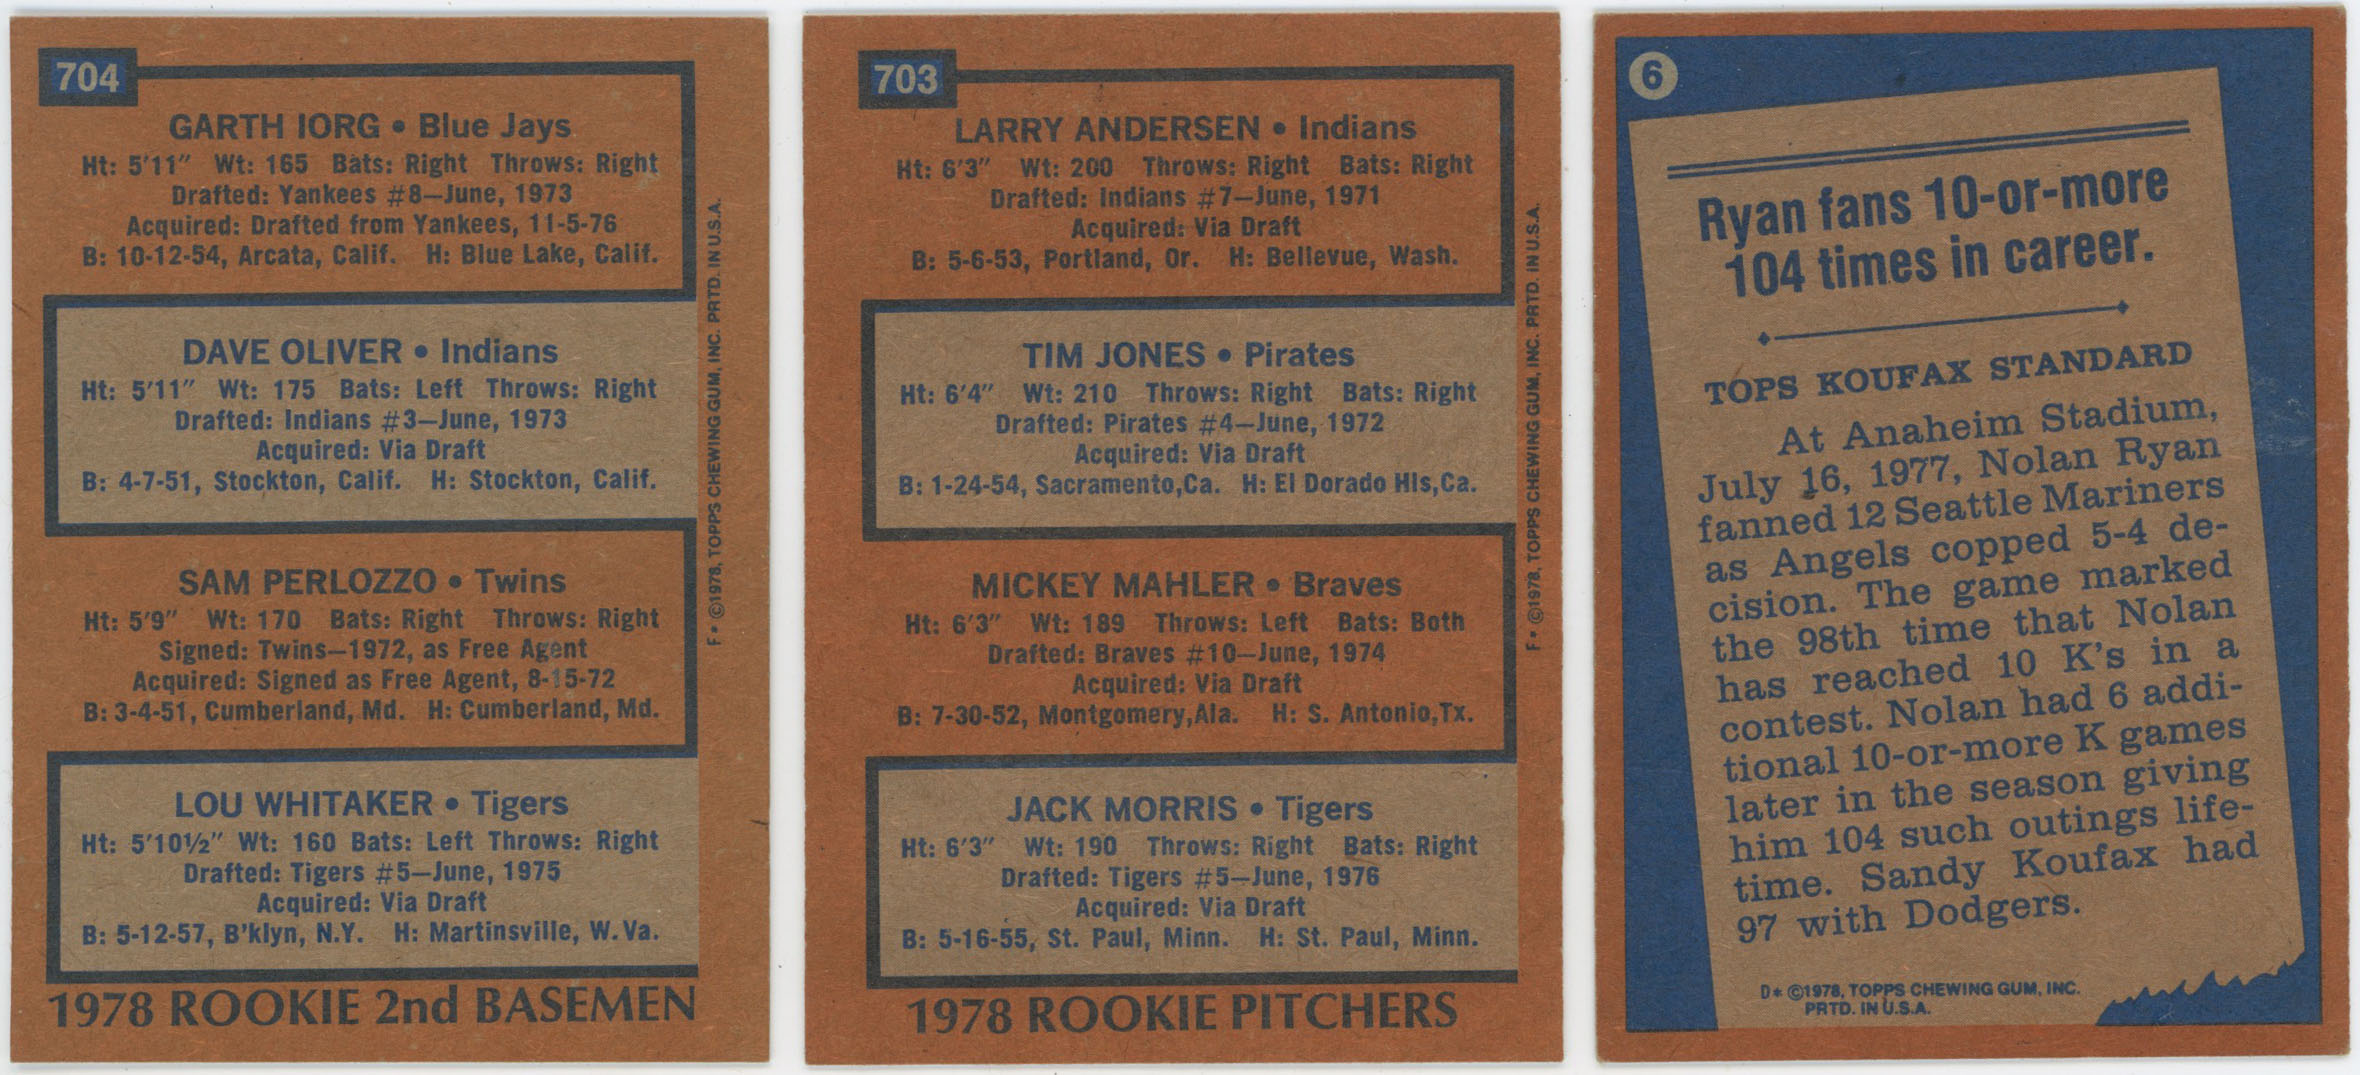 704
GARTH IORG • Blue Jays
Ht: 5'11" Wt: 165 Bats: Right Throws: Right
Drafted: Yankees #8—June, 1973
Acquired: Drafted from Yankees, 11-5-76
B: 10-12-54, Arcata, Calif. H: Blue Lake, Calif.
DAVE OLIVER • Indians
Ht: 5'11" Wt: 175 Bats: Left Throws: Right
Drafted: Indians #3—June, 1973
Acquired: Via Draft
B: 4-7-51, Stockton, Calif. H: Stockton, Calif.
SAM PERLOZZO • Twins
Ht: 5'9" Wt: 170 Bats: Right Throws: Right
Signed: Twins—1972, as Free Agent
Acquired: Signed as Free Agent, 8-15-72
B: 3-4-51, Cumberland, Md. H: Cumberland, Md.
LOU WHITAKER • Tigers
Ht: 5'10½" Wt: 160 Bats: Left Throws: Right
Drafted: Tigers #5—June, 1975
Acquired: Via Draft
B: 5-12-57, B'klyn, N.Y. H: Martinsville, W. Va.
1978 ROOKIE 2nd BASEMEN
F* ©1978, TOPPS CHEWING GUM, INC. PRTD. IN U.S.A.
703
LARRY ANDERSEN • Indians
Ht: 6'3" Wt: 200 Throws: Right Bats: Right
Drafted: Indians #7—June, 1971
Acquired: Via Draft
B: 5-6-53, Portland, Or. H: Bellevue, Wash.
TIM JONES • Pirates
Ht: 6'4" Wt: 210 Throws: Right Bats: Right
Drafted: Pirates #4—June, 1972
Acquired: Via Draft
B: 1-24-54, Sacramento,Ca. H: El Dorado Hls,Ca.
MICKEY MAHLER • Braves
Ht: 6'3" Wt: 189 Throws: Left Bats: Both
Drafted: Braves #10—June, 1974
Acquired: Via Draft
B: 7-30-52, Montgomery,Ala. H: S. Antonio,Tx.
JACK MORRIS • Tigers
Ht: 6'3" Wt: 190 Throws: Right Bats: Right
Drafted: Tigers #5—June, 1976
Acquired: Via Draft
B: 5-16-55, St. Paul, Minn. H: St. Paul, Minn.
1978 ROOKIE PITCHERS
F* ©1978, TOPPS CHEWING GUM, INC. PRTD. IN U.S.A.
6
Ryan fans 10-or-more
104 times in career.
TOPS KOUFAX STANDARD
At Anaheim Stadium,
July 16, 1977, Nolan Ryan
fanned 12 Seattle Mariners
as Angels copped 5-4 de-
cision. The game marked
the 98th time that Nolan
has reached 10 K's in a
contest. Nolan had 6 addi-
tional 10-or-more K games
later in the season giving
him 104 such outings life-
time. Sandy Koufax had
97 with Dodgers.
D* ©1978, TOPPS CHEWING GUM, INC.
PRTD. IN U.S.A.